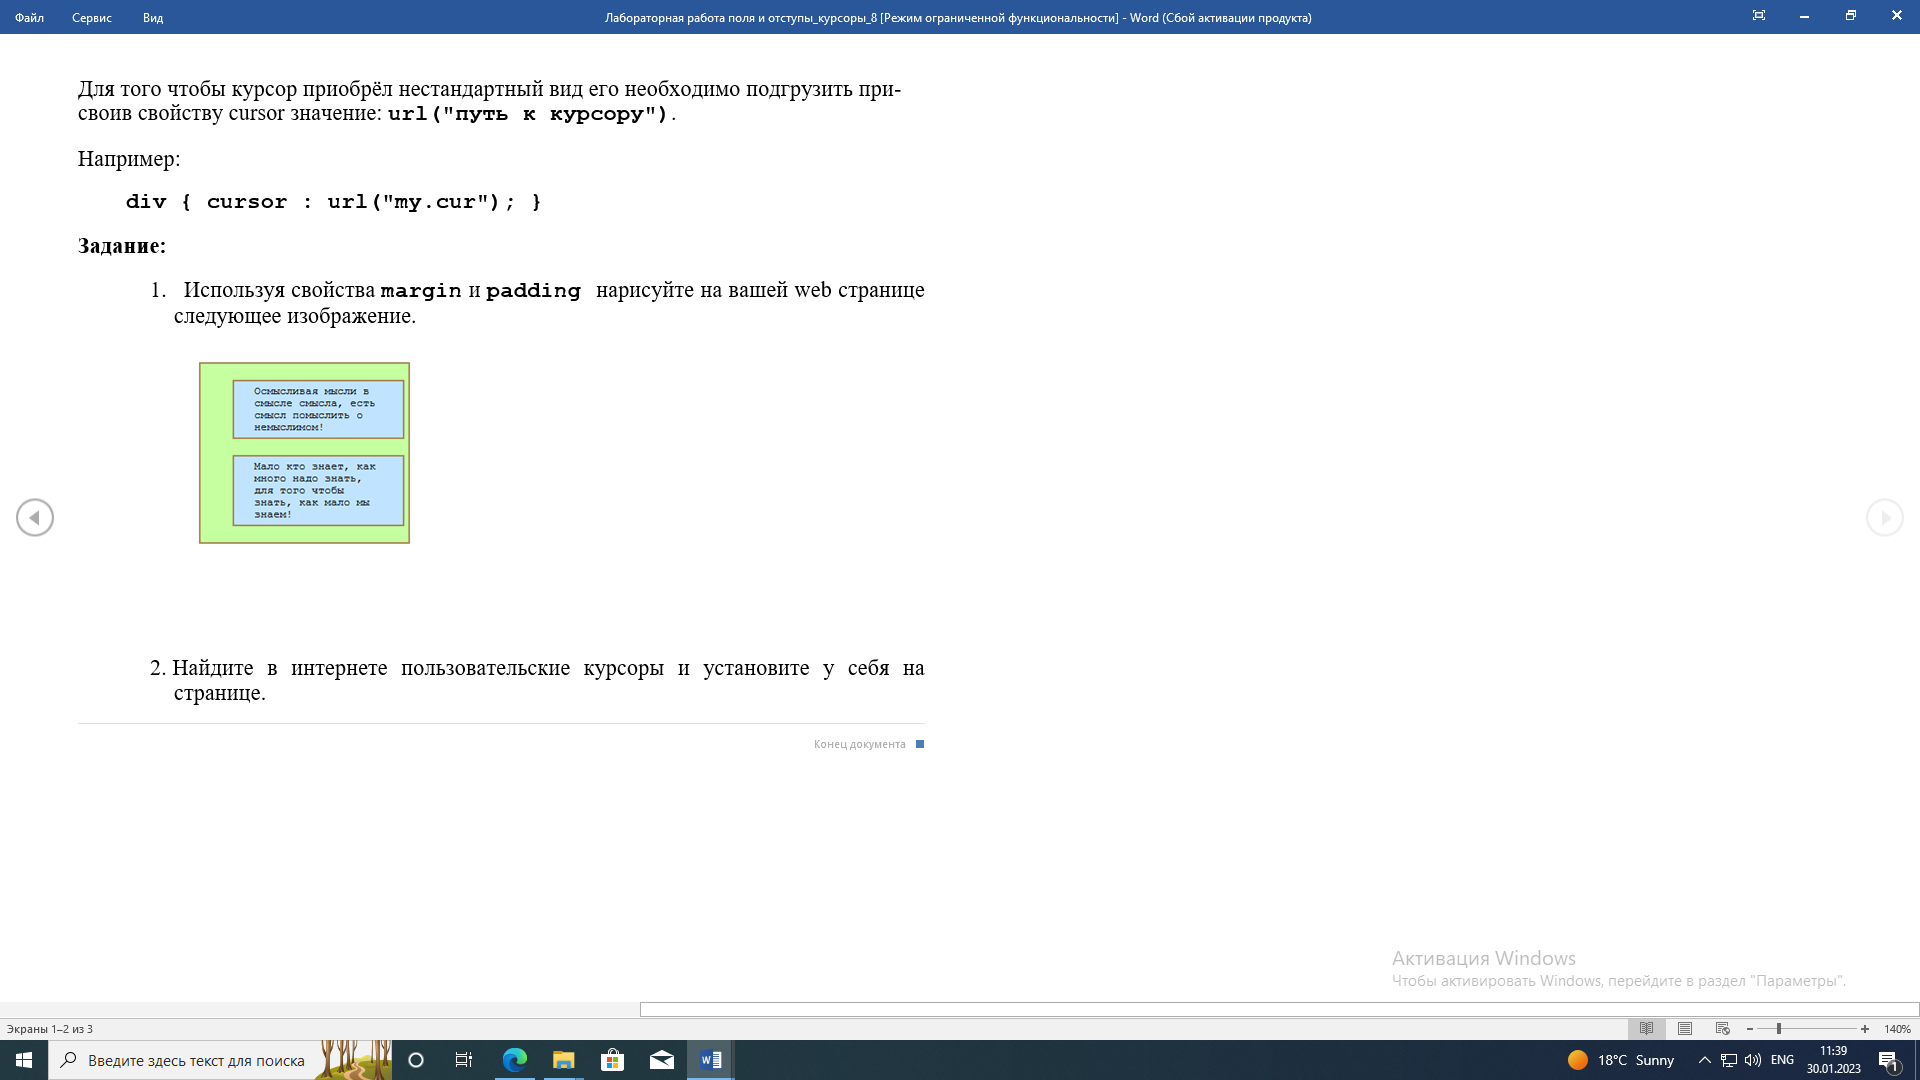 Файл Сервис Вид Лабораторная работа поля и отступы_курсоры_8 [Режим ограниченной функциональности] - Word (Сбой активации продукта)
Для того чтобы курсор приобрёл нестандартный вид его необходимо подгрузить при-
своив свойству cursor значение: url("путь к курсору").
Например:
div { cursor : url("my.cur"); }
Задание:
1. Используя свойства margin и padding нарисуйте на вашей web странице
следующее изображение.
Осмысливая мысли в
смысле смысла, есть
смысл помыслить о
немыслимом!
Мало кто знает, как
много надо знать,
для того чтобы
знать, как мало мы
знаем!
2. Найдите в интернете пользовательские курсоры и установите у себя на
странице.
Конец документа
Активация Windows
Чтобы активировать Windows, перейдите в раздел "Параметры".
Экраны 1–2 из 3 140%
Введите здесь текст для поиска 18°C Sunny ENG 11:39
30.01.2023 1